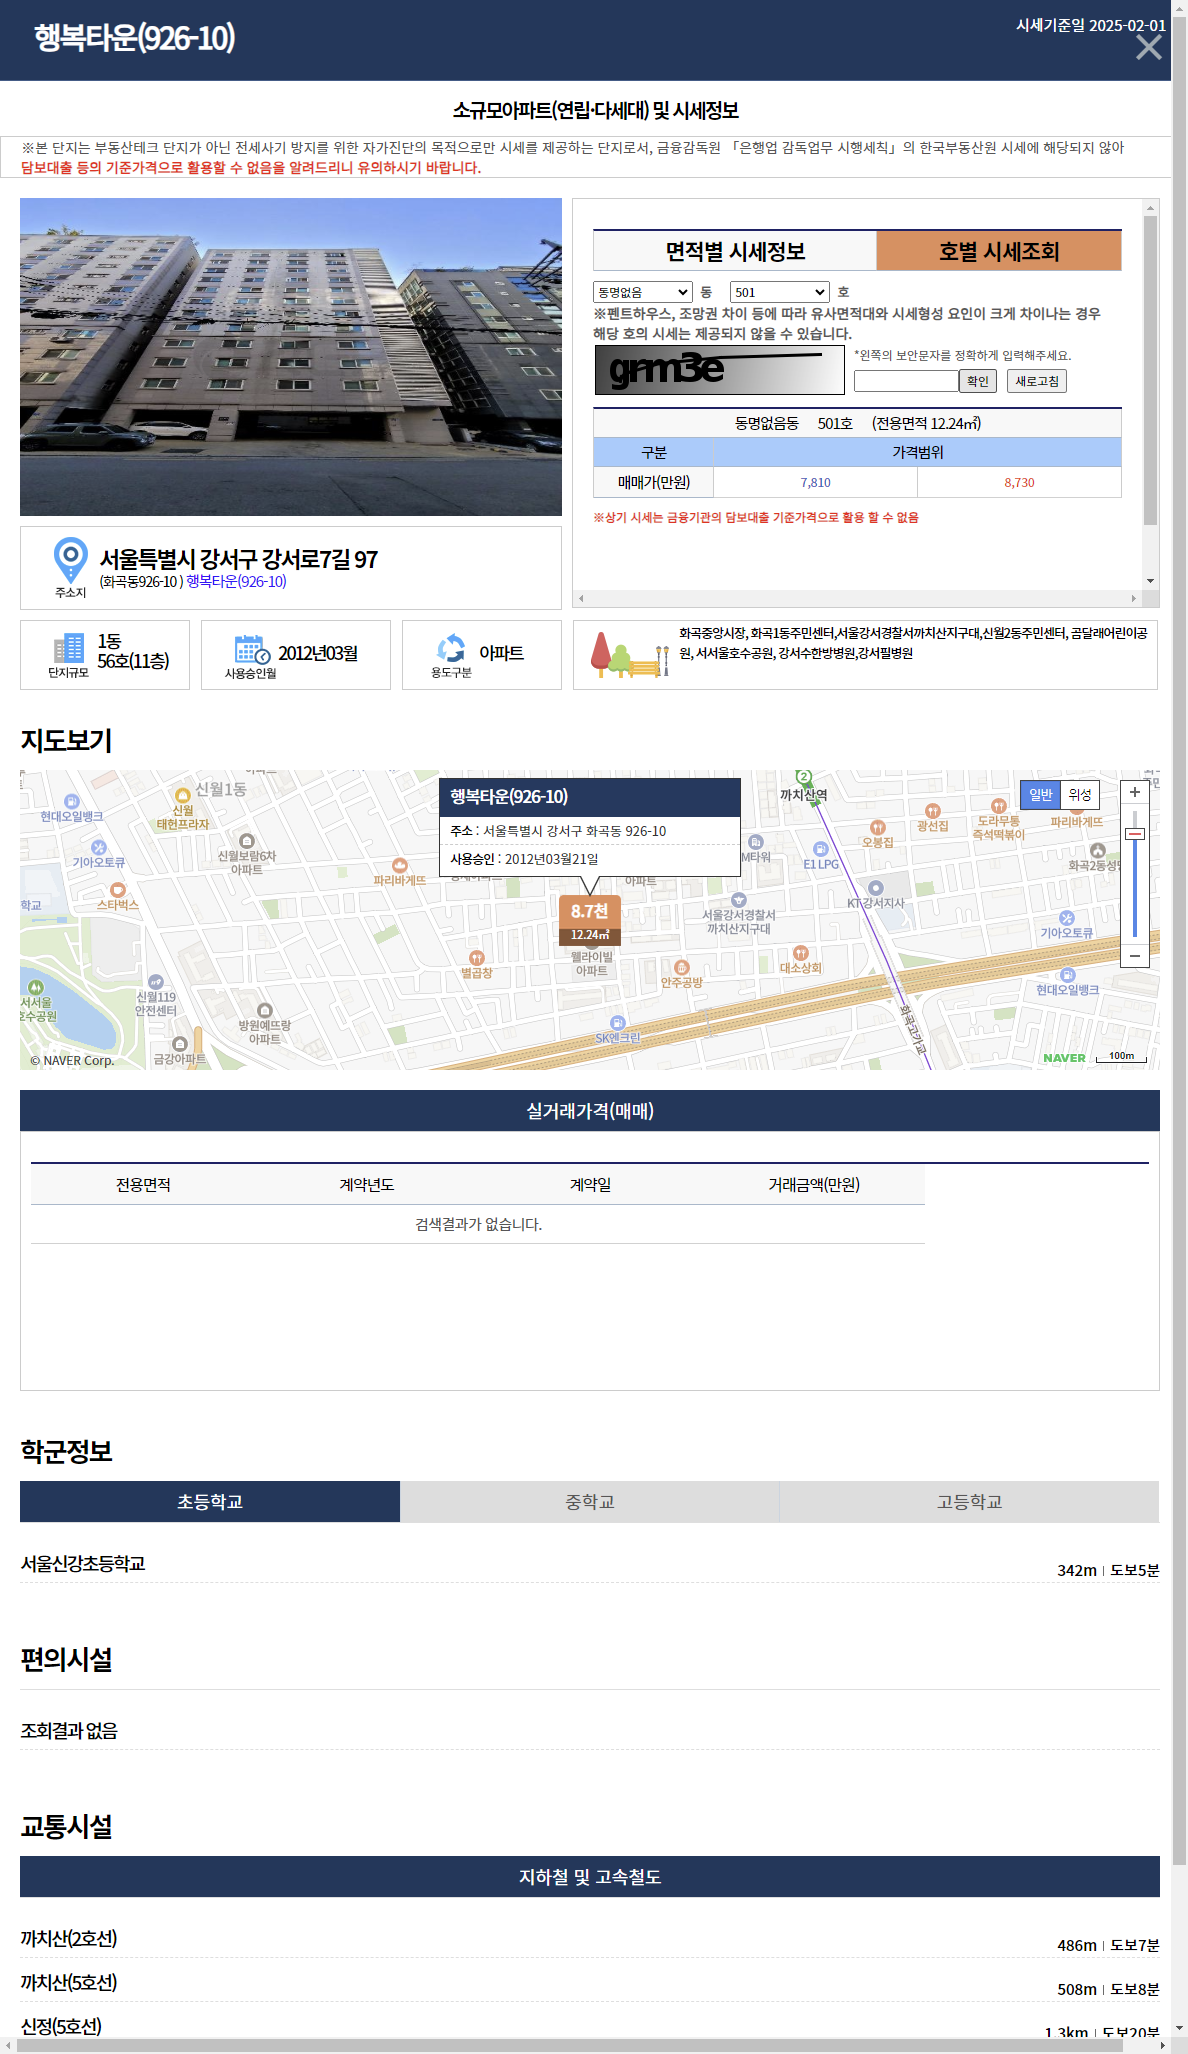 행복타운(926-10)
시세기준일 2025-02-01
소규모아파트(연립·다세대) 및 시세정보
※본 단지는 부동산테크 단지가 아닌 전세사기 방지를 위한 자가진단의 목적으로만 시세를 제공하는 단지로서, 금융감독원 「은행업 감독업무 시행세칙」의 한국부동산원 시세에 해당되지 않아
담보대출 등의 기준가격으로 활용할 수 없음을 알려드리니 유의하시기 바랍니다.
면적별 시세정보
호별 시세조회
동명없음 동 501 호
※펜트하우스, 조망권 차이 등에 따라 유사면적대와 시세형성 요인이 크게 차이나는 경우
해당 호의 시세는 제공되지 않을 수 있습니다.
grm3e
*왼쪽의 보안문자를 정확하게 입력해주세요.
확인 새로고침
동명없음동 501호 (전용면적 12.24㎡)
구분 가격범위
매매가(만원) 7,810 8,730
※상기 시세는 금융기관의 담보대출 기준가격으로 활용 할 수 없음
주소지
서울특별시 강서구 강서로7길 97
(화곡동926-10 ) 행복타운(926-10)
단지규모
1동
56호(11층)
사용승인월
2012년03월
용도구분
아파트
화곡중앙시장, 화곡1동주민센터,서울강서경찰서까치산지구대,신월2동주민센터, 곰달래어린이공
원, 서서울호수공원, 강서수한방병원,강서필병원
지도보기
행복타운(926-10)
주소 : 서울특별시 강서구 화곡동 926-10
사용승인 : 2012년03월21일
8.7천
12.24㎡
현대오일뱅크
신월
태헌프라자
신월1동
기아오토큐
신월보람6차
아파트
파리바게뜨
스타벅스
학교
서서울
호수공원
신월119
안전센터
방원에뜨랑
아파트
금강아파트
별곱창
웰라이빌
아파트
아파트
SK엔크린
안주공방
대소상회
서울강서경찰서
까치산지구대
M타워
E1 LPG
KT강서지사
까치산역
2
오봉집
광선집
도라무통
즉석떡볶이
파리바게뜨
기아오토큐
현대오일뱅크
화곡고가교
일반 위성
© NAVER Corp.
NAVER
100m
실거래가격(매매)
전용면적 계약년도 계약일 거래금액(만원)
검색결과가 없습니다.
학군정보
초등학교 중학교 고등학교
서울신강초등학교
342m 도보5분
편의시설
조회결과 없음
교통시설
지하철 및 고속철도
까치산(2호선)
486m 도보7분
까치산(5호선)
508m 도보8분
신정(5호선)
1.3km 도보20분